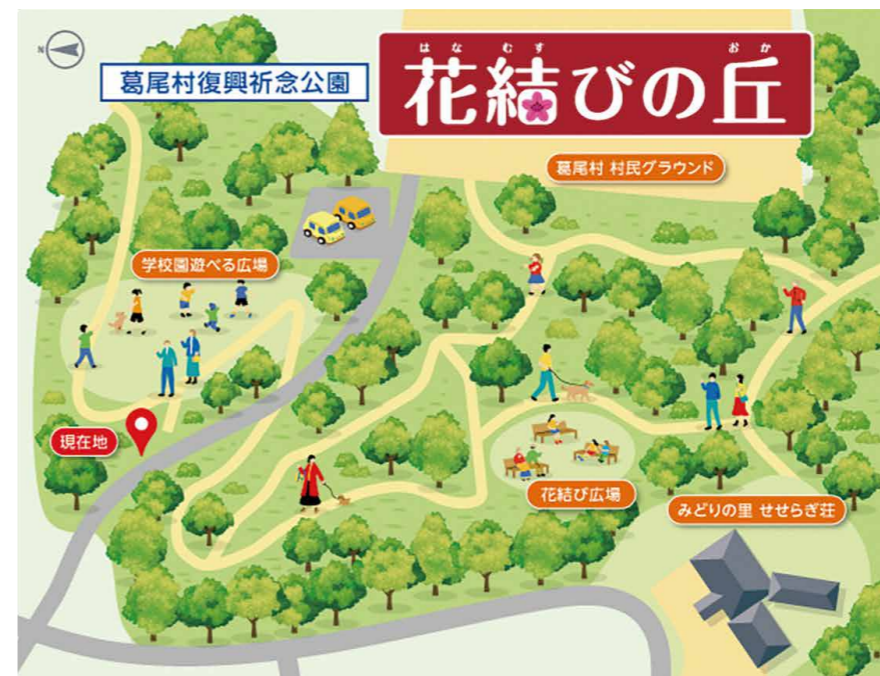 N
葛尾村復興祈念公園
はな むす おか
花結びの丘
葛尾村 村民グラウンド
学校園遊べる広場
現在地
花結び広場
みどりの里 せせらぎ荘